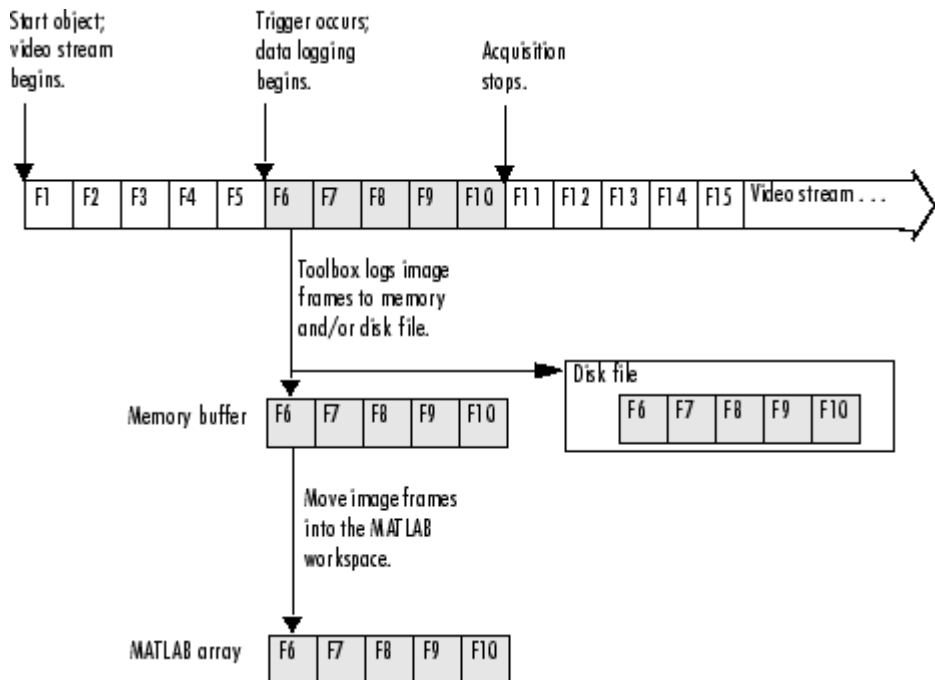 Start object;
video stream
begins.
Trigger occurs;
data logging
begins.
Acquisition
stops.
F1 F2 F3 F4 F5 F6 F7 F8 F9 F10 F11 F12 F13 F14 F15 Video stream . . .
Toolbox logs image
frames to memory
and/or disk file.
Disk file
F6 F7 F8 F9 F10
Memory buffer F6 F7 F8 F9 F10
Move image frames
into the MATLAB
workspace.
MATLAB array F6 F7 F8 F9 F10